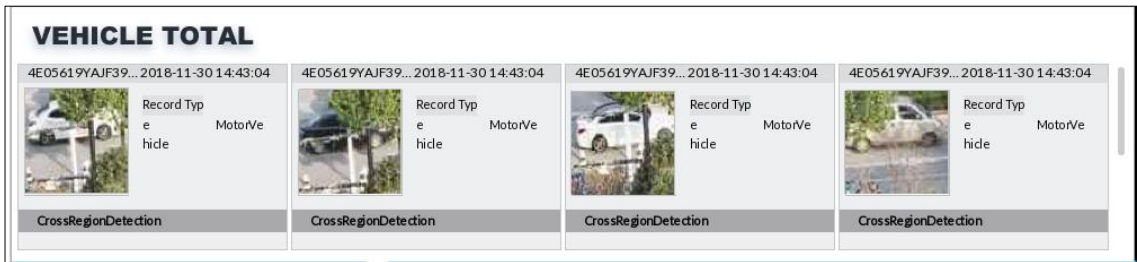 VEHICLE TOTAL
4E05619YAJF39... 2018-11-30 14:43:04
Record Typ
e MotorVe
hicle
CrossRegionDetection
4E05619YAJF39... 2018-11-30 14:43:04
Record Typ
e MotorVe
hicle
CrossRegionDetection
4E05619YAJF39... 2018-11-30 14:43:04
Record Typ
e MotorVe
hicle
CrossRegionDetection
4E05619YAJF39... 2018-11-30 14:43:04
Record Typ
e MotorVe
hicle
CrossRegionDetection